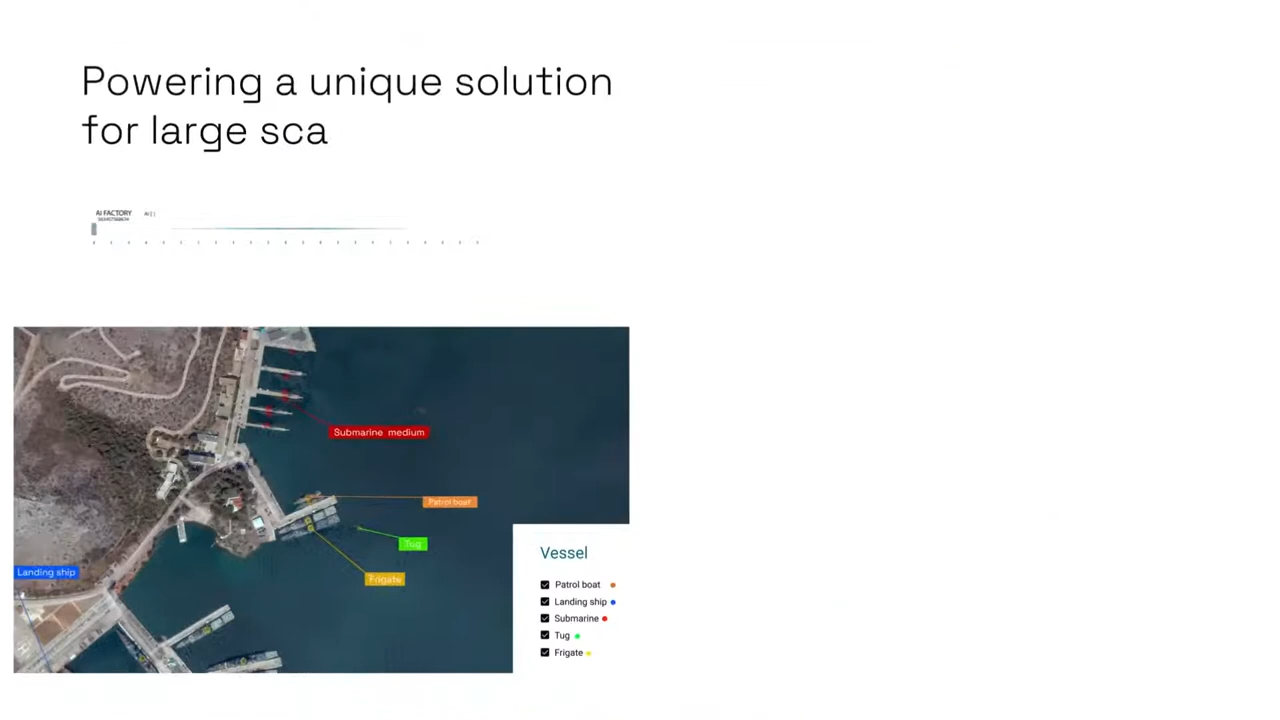 Powering a unique solution
for large sca
AI FACTORY
Submarine medium
Patrol boat
Tug
Frigate
Landing ship
Vessel
Patrol boat
Landing ship
Submarine
Tug
Frigate